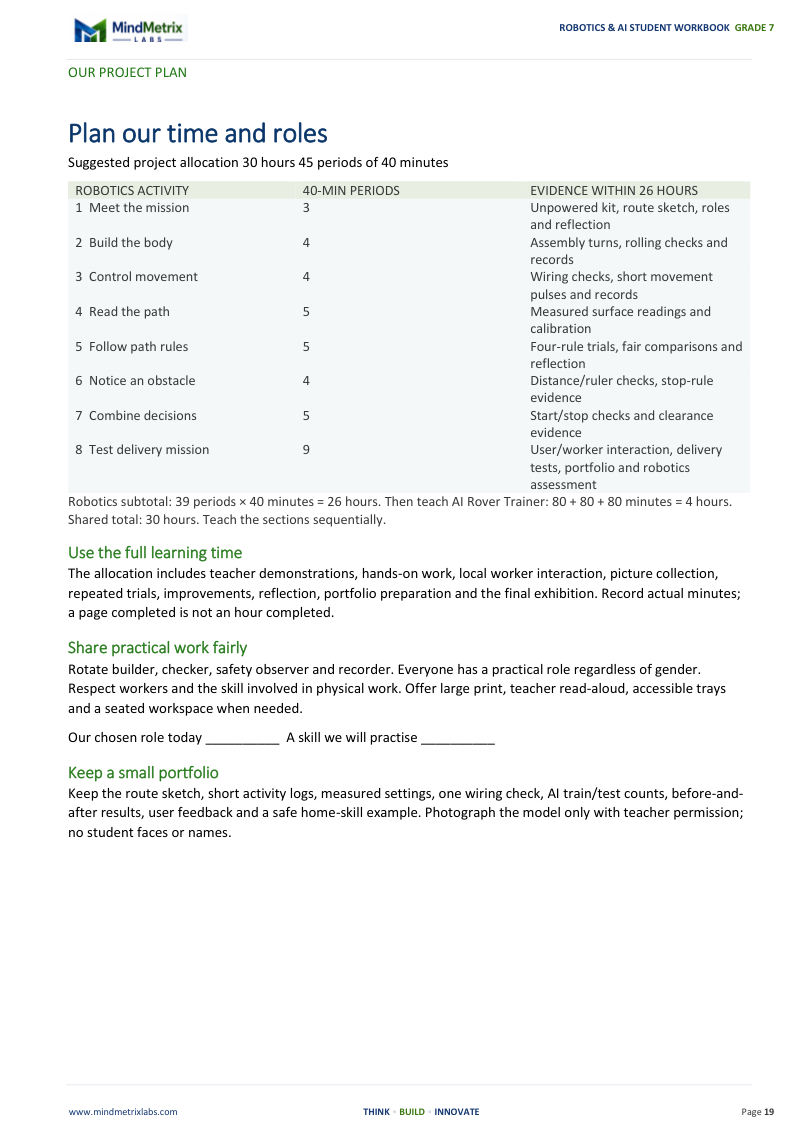 MindMetrix
LABS
ROBOTICS & AI STUDENT WORKBOOK GRADE 7
OUR PROJECT PLAN
Plan our time and roles
Suggested project allocation 30 hours 45 periods of 40 minutes
ROBOTICS ACTIVITY 40-MIN PERIODS EVIDENCE WITHIN 26 HOURS
1 Meet the mission 3 Unpowered kit, route sketch, roles
and reflection
2 Build the body 4 Assembly turns, rolling checks and
records
3 Control movement 4 Wiring checks, short movement
pulses and records
4 Read the path 5 Measured surface readings and
calibration
5 Follow path rules 5 Four-rule trials, fair comparisons and
reflection
6 Notice an obstacle 4 Distance/ruler checks, stop-rule
evidence
7 Combine decisions 5 Start/stop checks and clearance
evidence
8 Test delivery mission 9 User/worker interaction, delivery
tests, portfolio and robotics
assessment
Robotics subtotal: 39 periods × 40 minutes = 26 hours. Then teach AI Rover Trainer: 80 + 80 + 80 minutes = 4 hours.
Shared total: 30 hours. Teach the sections sequentially.
Use the full learning time
The allocation includes teacher demonstrations, hands-on work, local worker interaction, picture collection,
repeated trials, improvements, reflection, portfolio preparation and the final exhibition. Record actual minutes;
a page completed is not an hour completed.
Share practical work fairly
Rotate builder, checker, safety observer and recorder. Everyone has a practical role regardless of gender.
Respect workers and the skill involved in physical work. Offer large print, teacher read-aloud, accessible trays
and a seated workspace when needed.
Our chosen role today __________ A skill we will practise __________
Keep a small portfolio
Keep the route sketch, short activity logs, measured settings, one wiring check, AI train/test counts, before-and-
after results, user feedback and a safe home-skill example. Photograph the model only with teacher permission;
no student faces or names.
www.mindmetrixlabs.com THINK • BUILD • INNOVATE Page 19